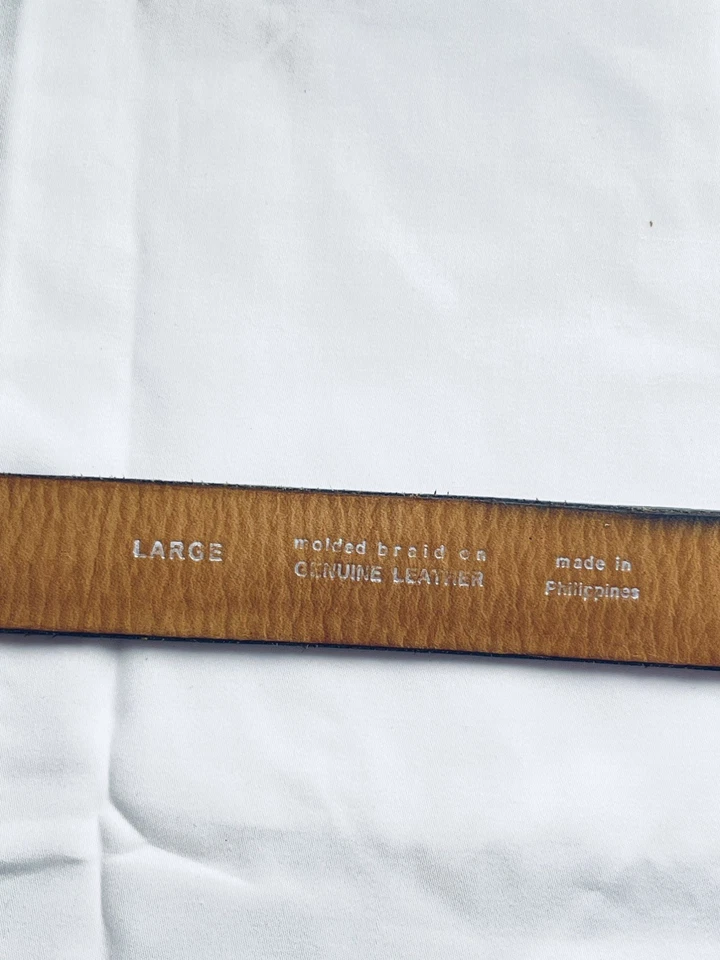 LARGE
molded braid on
GENUINE LEATHER
made in
Philippines